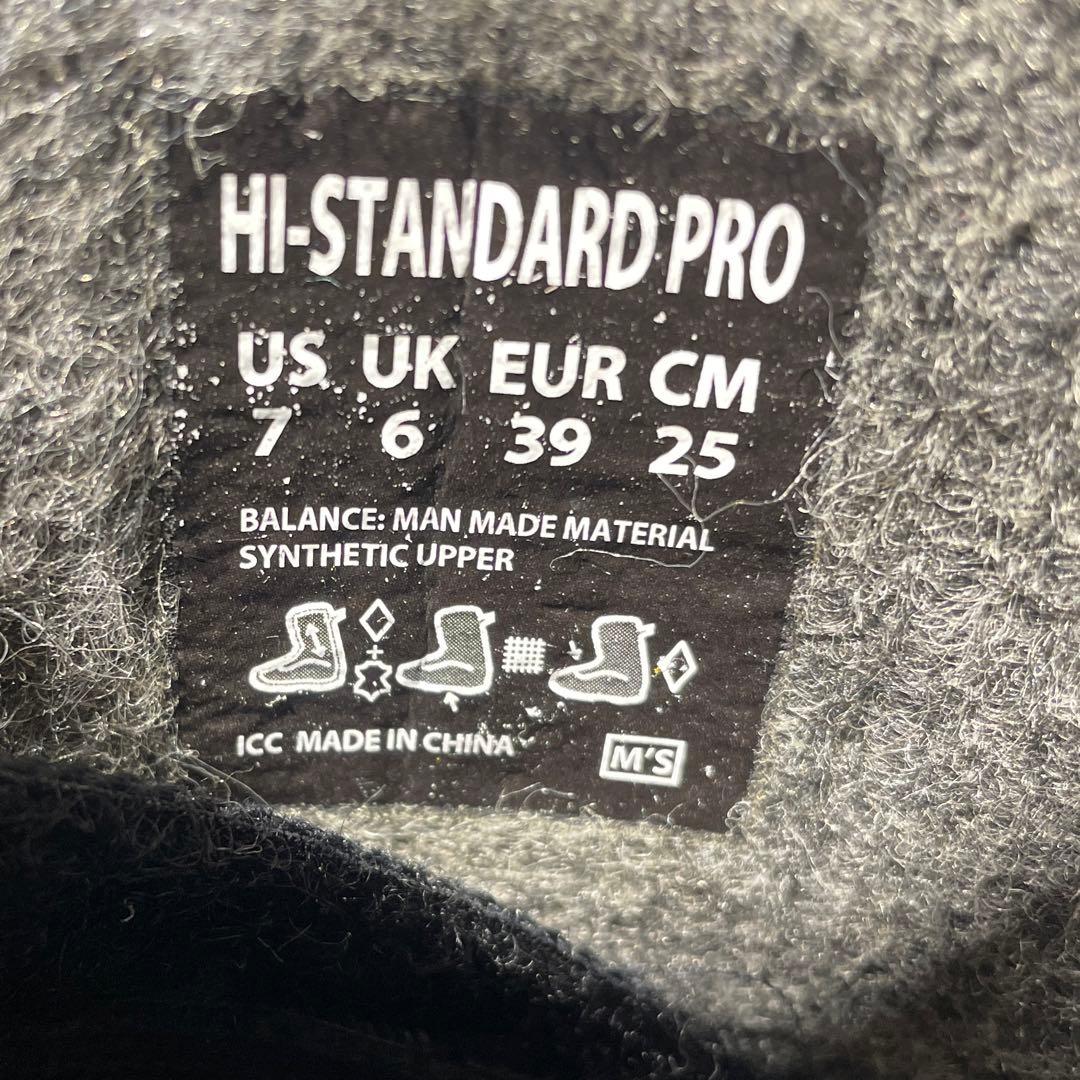 HI-STANDARD PRO
US UK EUR CM
7 6 39 25
BALANCE: MAN MADE MATERIAL
SYNTHETIC UPPER
ICC MADE IN CHINA
M'S